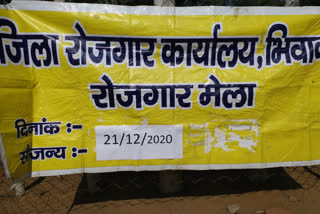 जिला रोजगार कार्यालय, भिवा
रोजगार मेला
दिनांक :- 21/12/2020
सौजन्य :-